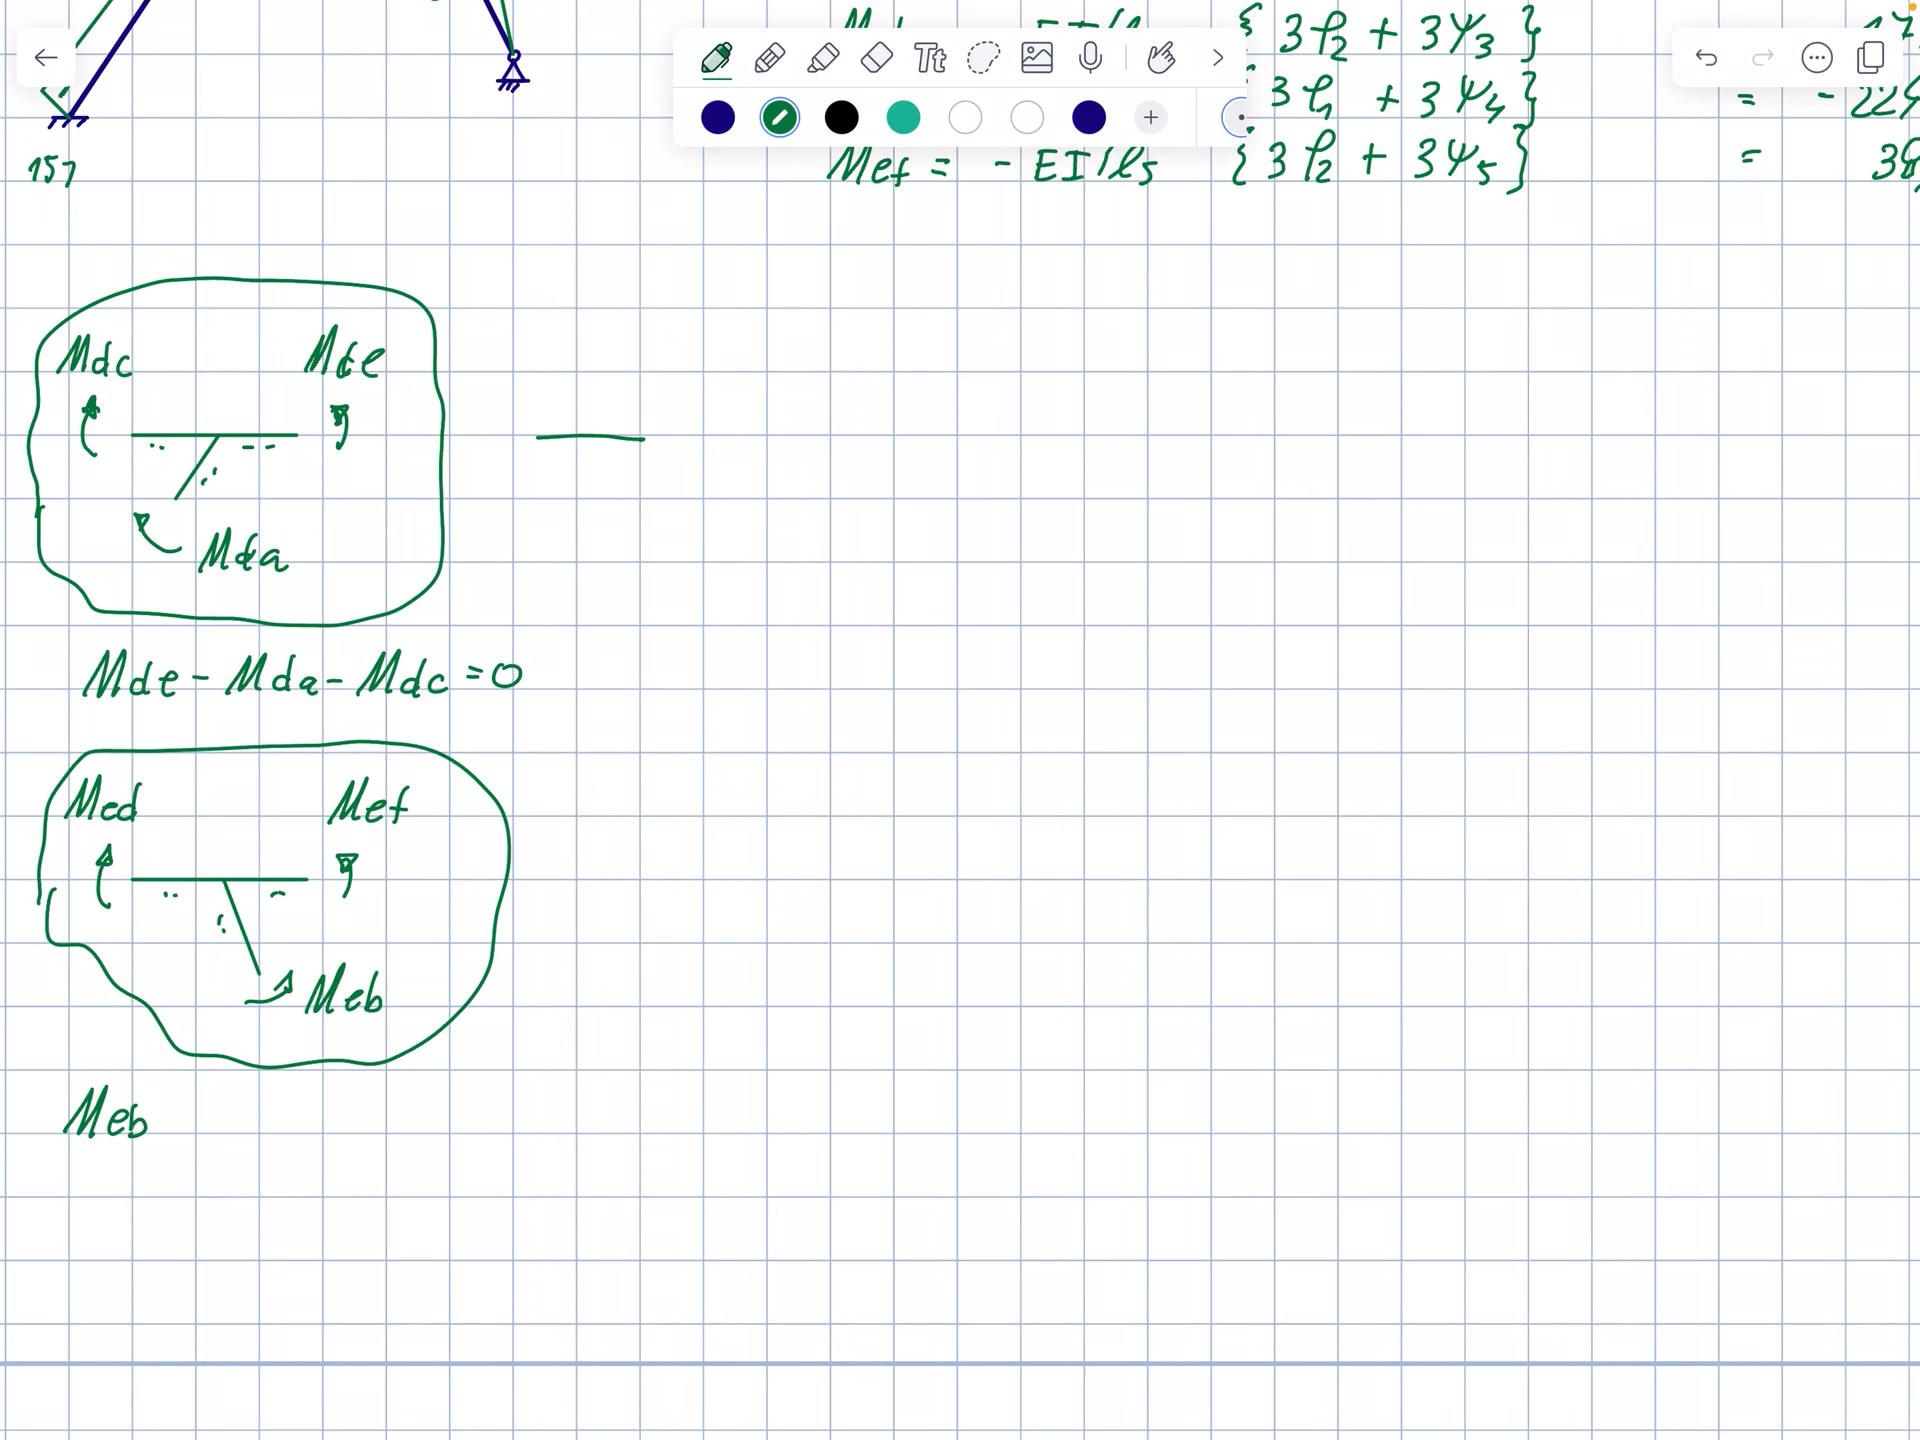 { 3φ₂ + 3ψ₃ }
Tt
3φ₁ + 3ψ₄ } =
157
Mef = - EI/ℓ₅ { 3φ₂ + 3ψ₅ } =
Mdc Mde
Mda
Mde - Mda - Mdc = 0
Med Mef
Meb
Meb